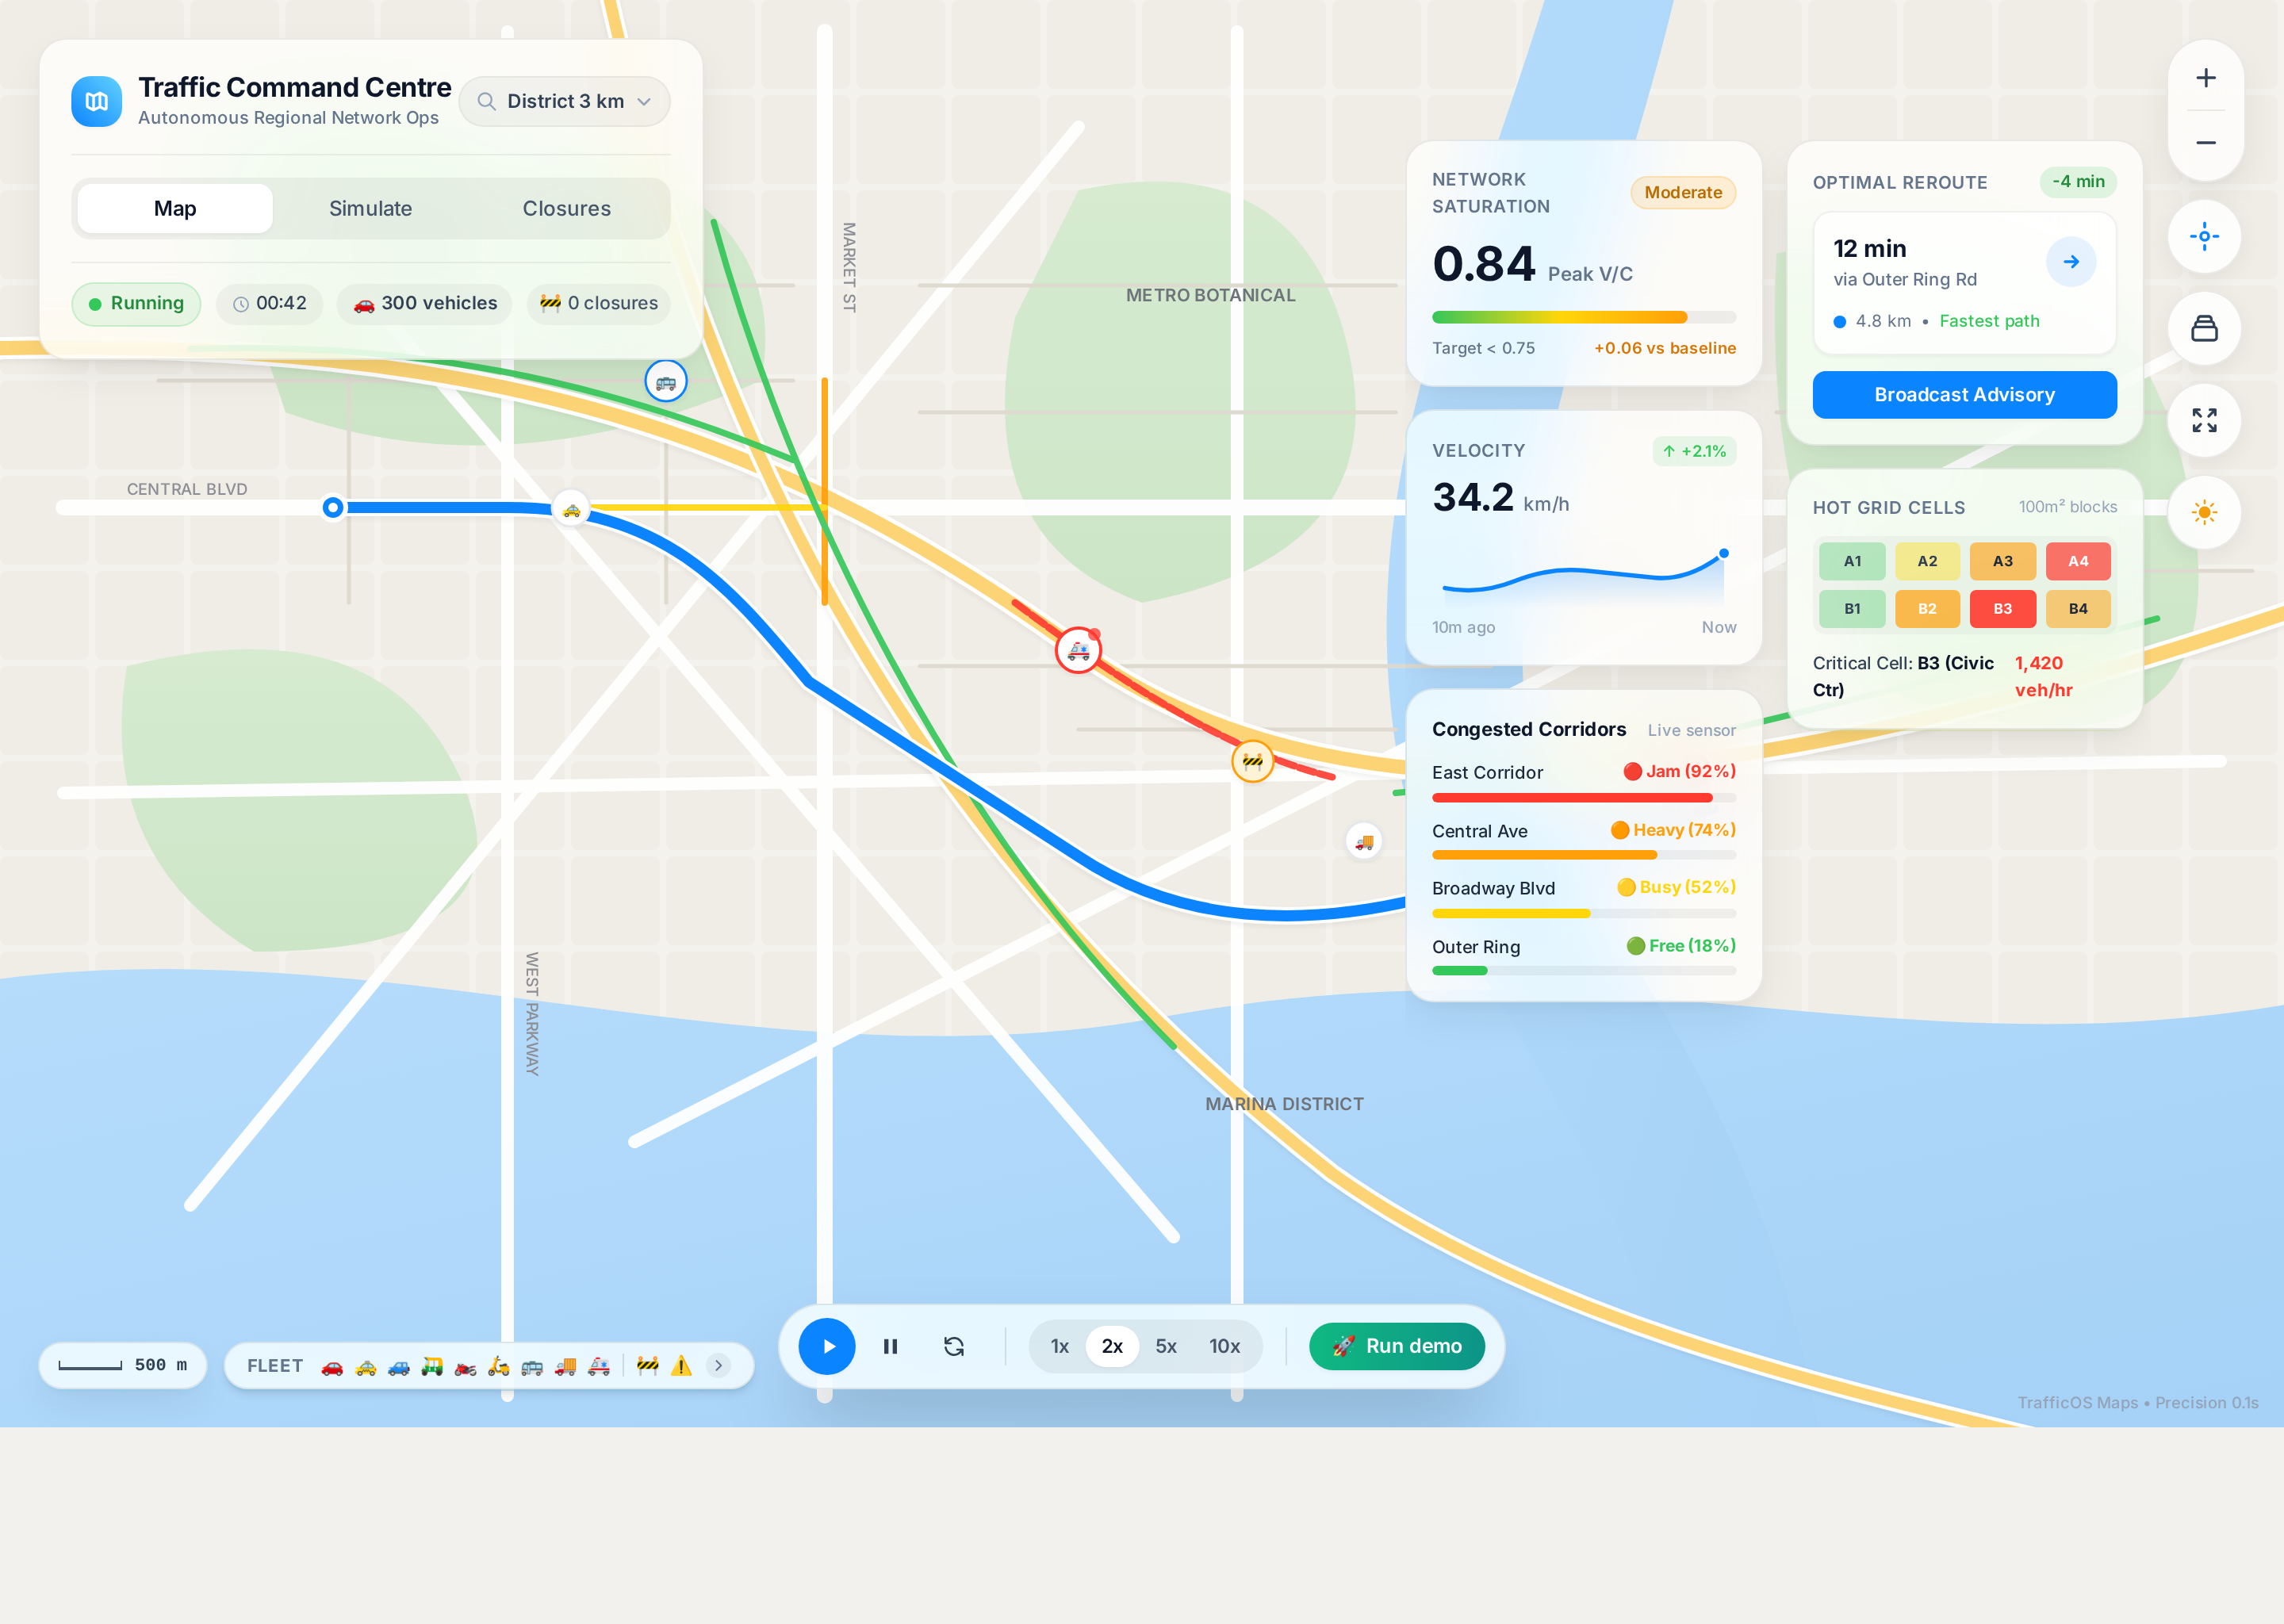 Traffic Command Centre
Autonomous Regional Network Ops
District 3 km
Map
Simulate
Closures
Running
00:42
300 vehicles
0 closures
MARKET ST
METRO BOTANICAL
CENTRAL BLVD
WEST PARKWAY
MARINA DISTRICT
NETWORK
SATURATION
Moderate
0.84 Peak V/C
Target < 0.75
+0.06 vs baseline
VELOCITY
↑ +2.1%
34.2 km/h
10m ago
Now
Congested Corridors
Live sensor
East Corridor
Jam (92%)
Central Ave
Heavy (74%)
Broadway Blvd
Busy (52%)
Outer Ring
Free (18%)
OPTIMAL REROUTE
-4 min
12 min
via Outer Ring Rd
4.8 km • Fastest path
Broadcast Advisory
HOT GRID CELLS
100m² blocks
A1 A2 A3 A4
B1 B2 B3 B4
Critical Cell: B3 (Civic
Ctr)
1,420
veh/hr
500 m
FLEET
1x 2x 5x 10x
Run demo
TrafficOS Maps • Precision 0.1s